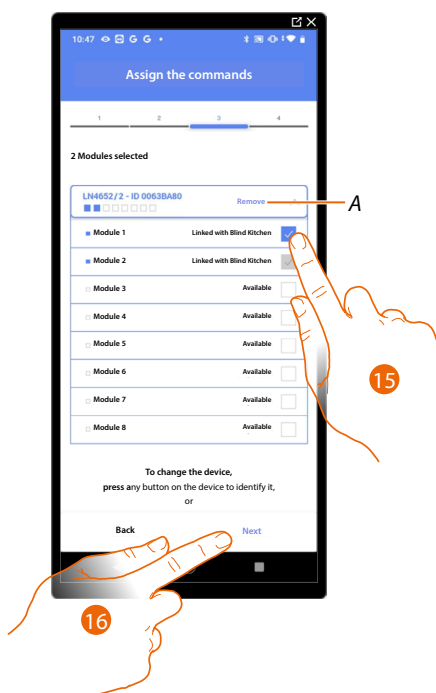 10:47 G G
Assign the commands
1 2 3 4
2 Modules selected
LN4652/2 - ID 0063BA80
Remove
A
Module 1 Linked with Blind Kitchen
Module 2 Linked with Blind Kitchen
Module 3 Available
Module 4 Available
Module 5 Available
Module 6 Available
Module 7 Available
Module 8 Available
15
To change the device,
press any button on the device to identify it,
or
Back Next
16